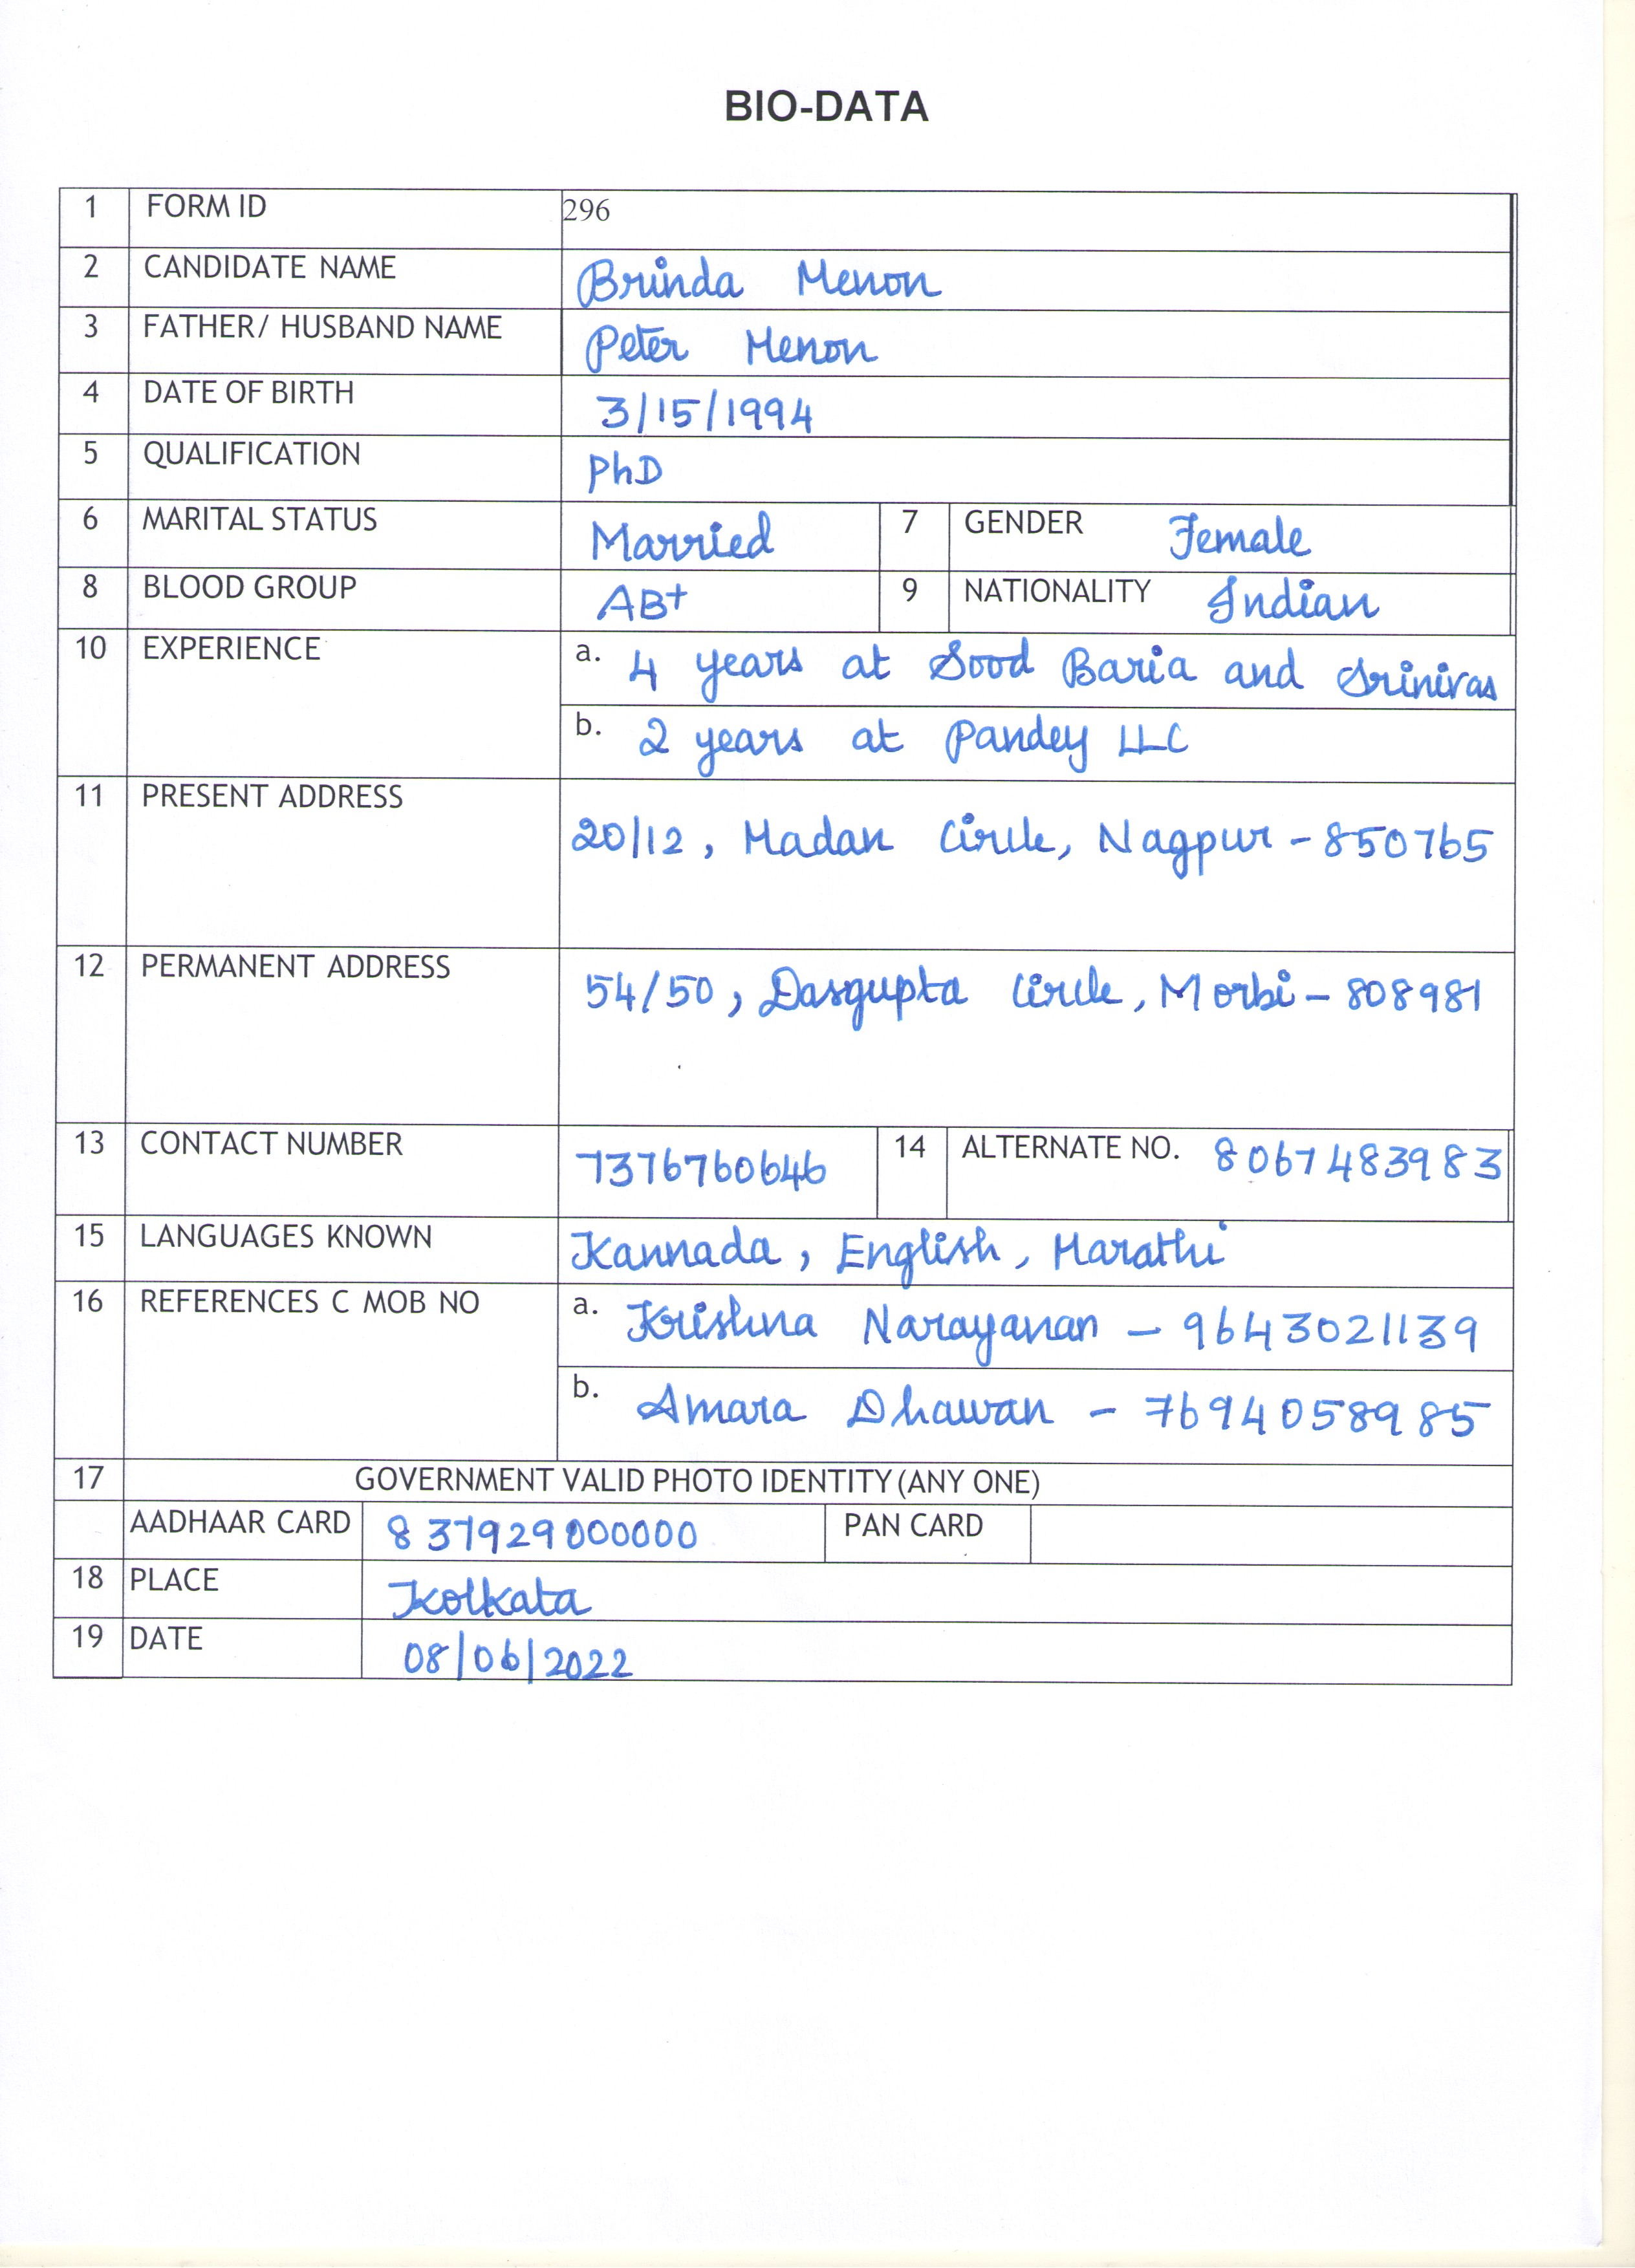 BIO-DATA
1 FORM ID 296
2 CANDIDATE NAME Brinda Menon
3 FATHER/ HUSBAND NAME Peter Menon
4 DATE OF BIRTH 3/15/1994
5 QUALIFICATION PhD
6 MARITAL STATUS Married 7 GENDER Female
8 BLOOD GROUP AB+ 9 NATIONALITY Indian
10 EXPERIENCE a. 4 years at Sood Baria and Srinivas
b. 2 years at Pandey LLC
11 PRESENT ADDRESS 20/12, Madan Circle, Nagpur - 850765
12 PERMANENT ADDRESS 54/50, Dasgupta Circle, Morbi - 808981
13 CONTACT NUMBER 7376760646 14 ALTERNATE NO. 8067483983
15 LANGUAGES KNOWN Kannada, English, Marathi
16 REFERENCES C MOB NO a. Krishna Narayanan - 9643021139
b. Amara Dhawan - 7694058985
17 GOVERNMENT VALID PHOTO IDENTITY (ANY ONE)
AADHAAR CARD 837929000000 PAN CARD
18 PLACE Kolkata
19 DATE 08/06/2022